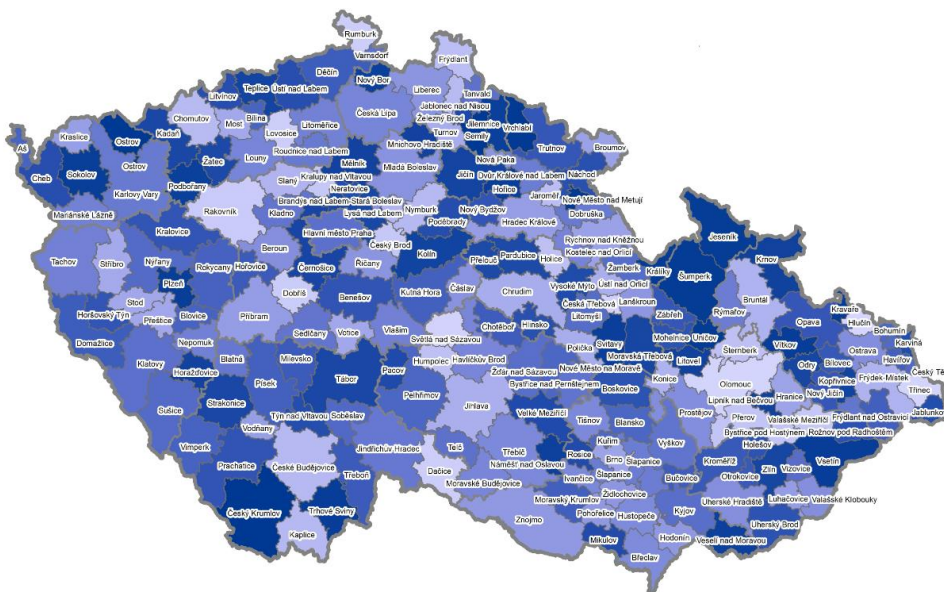 Rumburk
Varnsdorf
Děčín
Frýdlant
Nový Bor
Teplice
Ústí nad Labem
Litvínov
Liberec
Tanvald
Česká Lípa
Jablonec nad Nisou
Chomutov
Bílina
Most
Litoměřice
Železný Brod
Jilemnice
Vrchlabí
Kadaň
Lovosice
Turnov
Semily
Trutnov
Kraslice
Ostrov
Aš
Roudnice nad Labem
Mnichovo Hradiště
Broumov
Louny
Žatec
Nová Paka
Cheb
Sokolov
Ostrov
Podbořany
Mělník
Mladá Boleslav
Jičín
Dvůr Králové nad Labem
Náchod
Karlovy Vary
Slaný
Kralupy nad Vltavou
Hořice
Neratovice
Jaroměř
Nové Město nad Metují
Rakovník
Brandýs nad Labem-Stará Boleslav
Mariánské Lázně
Kladno
Lysá nad Labem
Nymburk
Nový Bydžov
Dobruška
Poděbrady
Hradec Králové
Kralovice
Hlavní město Praha
Rychnov nad Kněžnou
Jeseník
Beroun
Český Brod
Kostelec nad Orlicí
Tachov
Stříbro
Nýřany
Rokycany
Hořovice
Černošice
Říčany
Kolín
Přelouč
Pardubice
Holice
Žamberk
Králíky
Krnov
Šumperk
Plzeň
Dobříš
Benešov
Kutná Hora
Čáslav
Chrudim
Vysoké Mýto
Ústí nad Orlicí
Lanškroun
Bruntál
Stod
Horšovský Týn
Blovice
Příbram
Česká Třebová
Litomyšl
Zábřeh
Rýmařov
Kravaře
Přeštice
Opava
Hlučín
Domažlice
Nepomuk
Sedlčany
Votice
Vlašim
Světlá nad Sázavou
Chotěboř
Hlinsko
Mohelnice
Uničov
Bohumín
Polička
Svitavy
Moravská Třebová
Šternberk
Vítkov
Karviná
Klatovy
Blatná
Milevsko
Humpolec
Havlíčkův Brod
Litovel
Odry
Bílovec
Ostrava
Havířov
Horažďovice
Tábor
Pacov
Žďár nad Sázavou
Nové Město na Moravě
Konice
Olomouc
Kopřivnice
Frýdek-Místek
Český Tě
Písek
Bystřice nad Pernštejnem
Boskovice
Lipník nad Bečvou
Hranice
Nový Jičín
Třinec
Sušice
Strakonice
Pelhřimov
Jihlava
Velké Meziříčí
Prostějov
Přerov
Valašské Meziříčí
Frýdlant nad Ostravicí
Jablunko
Týn nad Vltavou
Soběslav
Tišnov
Blansko
Vodňany
Bystřice pod Hostýnem
Rožnov pod Radhoštěm
Vimperk
Jindřichův Hradec
Telč
Třebíč
Rosice
Kuřim
Vyškov
Holešov
Prachatice
České Budějovice
Třeboň
Dačice
Náměšť nad Oslavou
Brno
Šlapanice
Kroměříž
Zlín
Vizovice
Vsetín
Moravské Budějovice
Ivančice
Šlapanice
Bučovice
Otrokovice
Český Krumlov
Trhové Sviny
Moravský Krumlov
Židlochovice
Uherské Hradiště
Luhačovice
Valašské Klobouky
Znojmo
Pohořelice
Hustopeče
Kyjov
Kaplice
Mikulov
Hodonín
Uherský Brod
Veselí nad Moravou
Břeclav